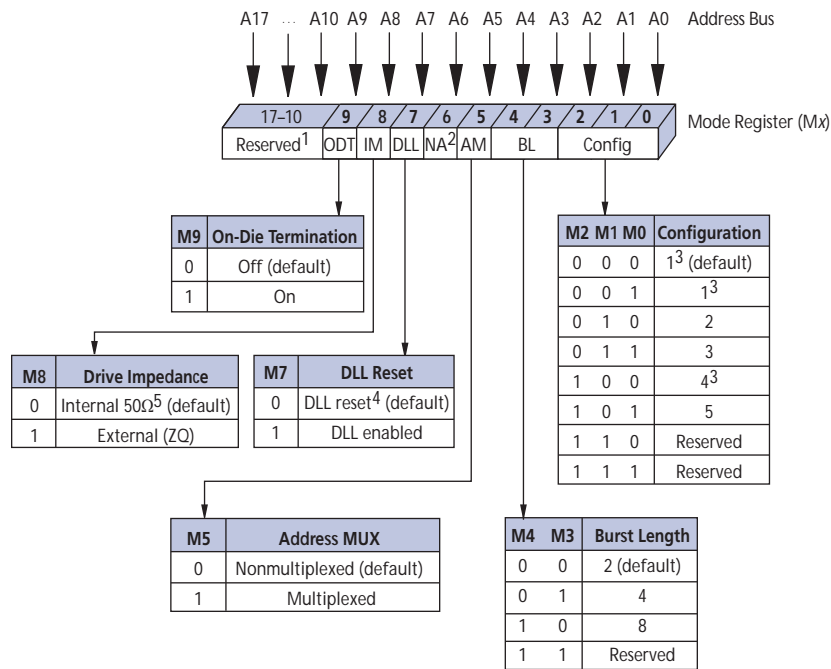 A17 ... A10 A9 A8 A7 A6 A5 A4 A3 A2 A1 A0 Address Bus
17–10 9 8 7 6 5 4 3 2 1 0 Mode Register (Mx)
Reserved1 ODT IM DLL NA2 AM BL Config
M9 On-Die Termination
0 Off (default)
1 On
M2 M1 M0 Configuration
0 0 0 13 (default)
0 0 1 13
0 1 0 2
0 1 1 3
1 0 0 43
1 0 1 5
1 1 0 Reserved
1 1 1 Reserved
M8 Drive Impedance
0 Internal 50Ω5 (default)
1 External (ZQ)
M7 DLL Reset
0 DLL reset4 (default)
1 DLL enabled
M5 Address MUX
0 Nonmultiplexed (default)
1 Multiplexed
M4 M3 Burst Length
0 0 2 (default)
0 1 4
1 0 8
1 1 Reserved